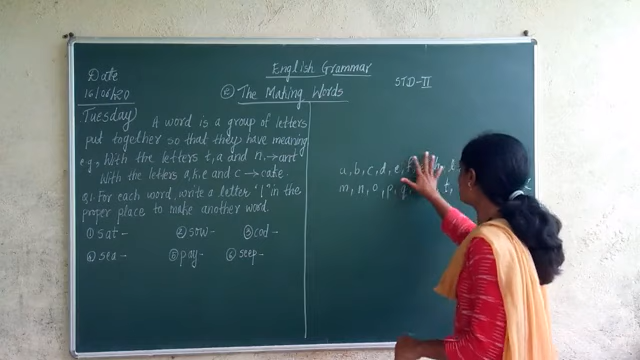 English Grammar
Date
16/06/20
Tuesday
© The Making Words
STD-II
A word is a group of letters
put together so that they have meaning
e.g, With the letters t, a and n, → ant
With the letters a, f, e and c → cafe.
Q.1. For each word, write a letter 'l' in the
proper place to make another word.
① sat - ② sow - ③ cod -
④ sea - ⑤ pay - ⑥ seep -
a, b, c, d, e, f
m, n, o, p, q t,